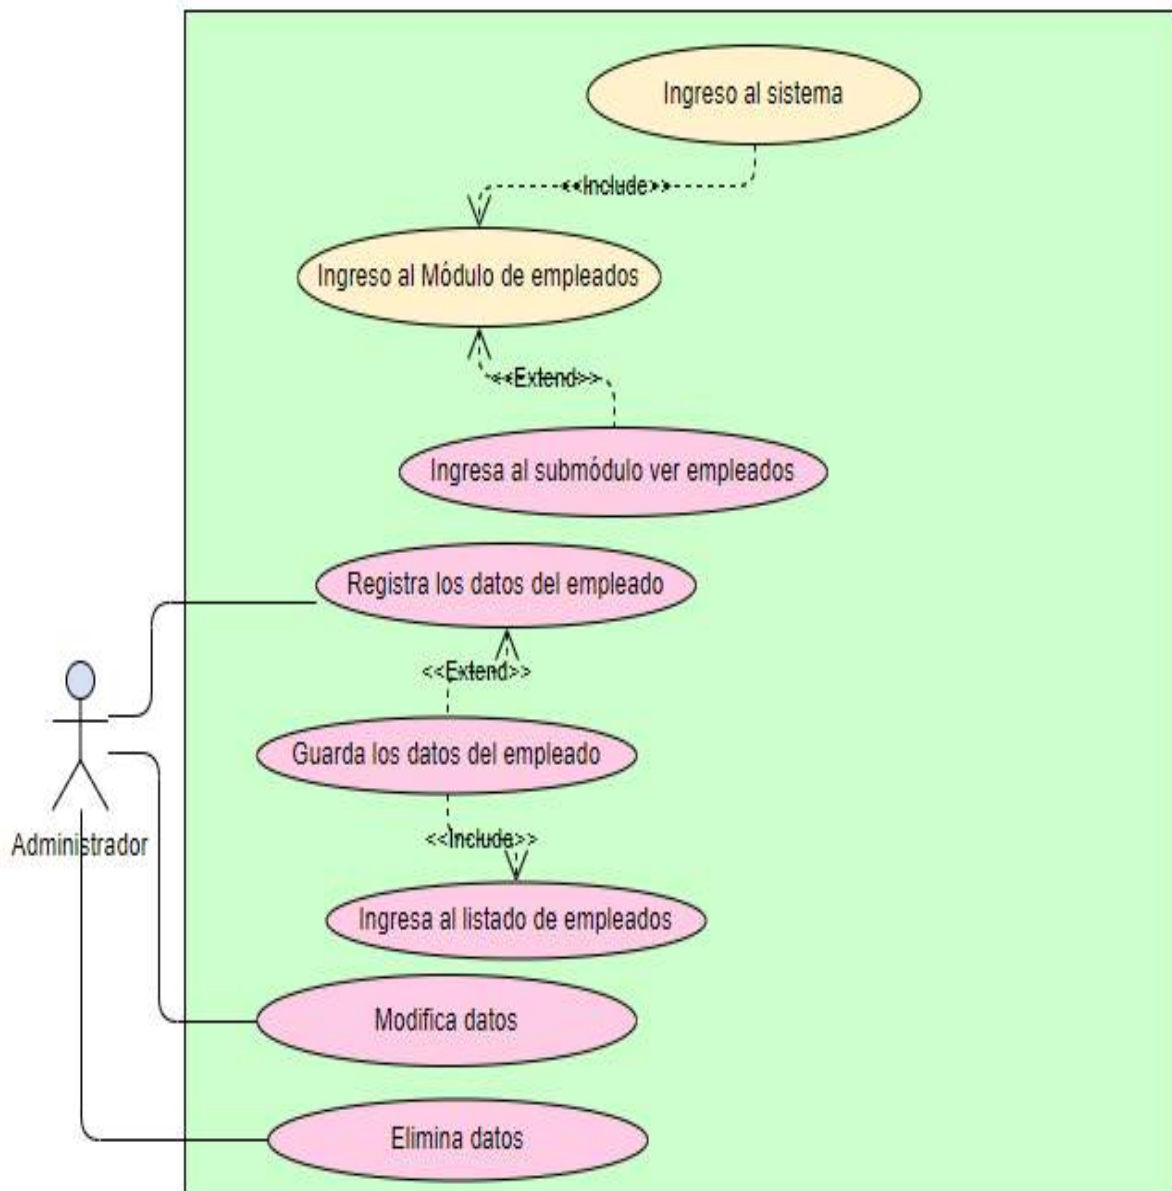 Ingreso al sistema
<<Include>>
Ingreso al Módulo de empleados
<<Extend>>
Ingresa al submódulo ver empleados
Registra los datos del empleado
<<Extend>>
Guarda los datos del empleado
<<Include>>
Administrador
Ingresa al listado de empleados
Modifica datos
Elimina datos